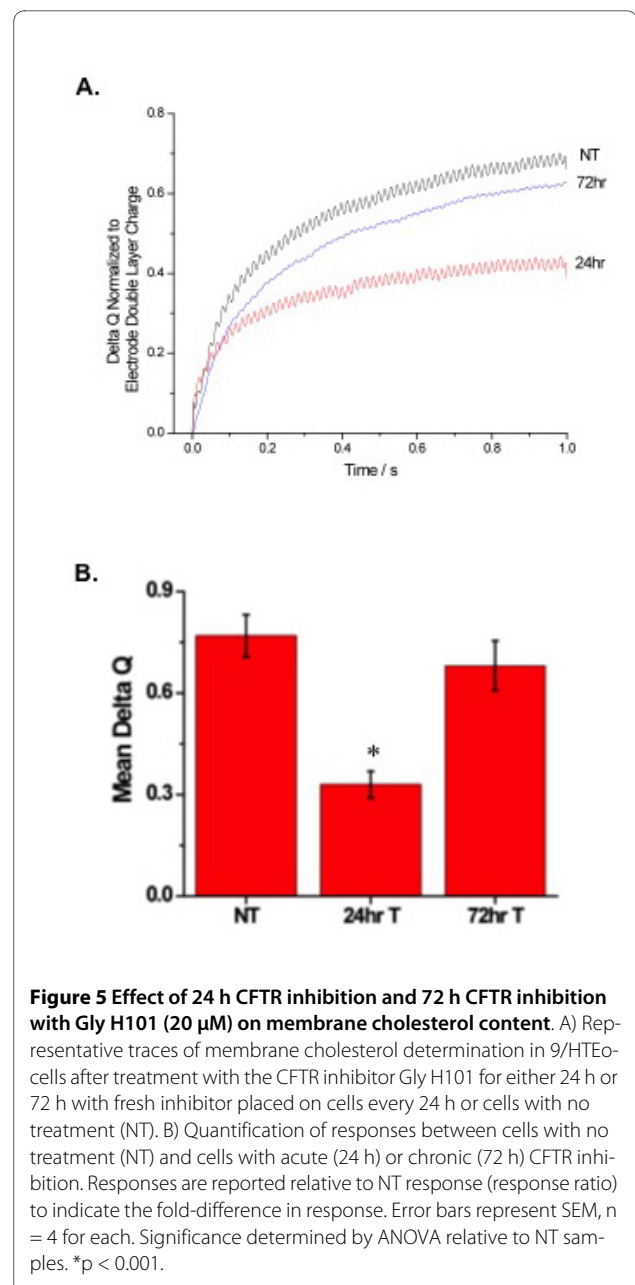 A.
0.8
0.6
0.4
0.2
0.0
Delta Q Normalized to
Electrode Double Layer Charge
NT
72hr
24hr
0.0 0.2 0.4 0.6 0.8 1.0
Time / s
B.
0.9
0.6
0.3
0.0
Mean Delta Q
*
NT 24hr T 72hr T
Figure 5 Effect of 24 h CFTR inhibition and 72 h CFTR inhibition
with Gly H101 (20 μM) on membrane cholesterol content. A) Rep-
resentative traces of membrane cholesterol determination in 9/HTEo-
cells after treatment with the CFTR inhibitor Gly H101 for either 24 h or
72 h with fresh inhibitor placed on cells every 24 h or cells with no
treatment (NT). B) Quantification of responses between cells with no
treatment (NT) and cells with acute (24 h) or chronic (72 h) CFTR inhi-
bition. Responses are reported relative to NT response (response ratio)
to indicate the fold-difference in response. Error bars represent SEM, n
= 4 for each. Significance determined by ANOVA relative to NT sam-
ples. *p < 0.001.